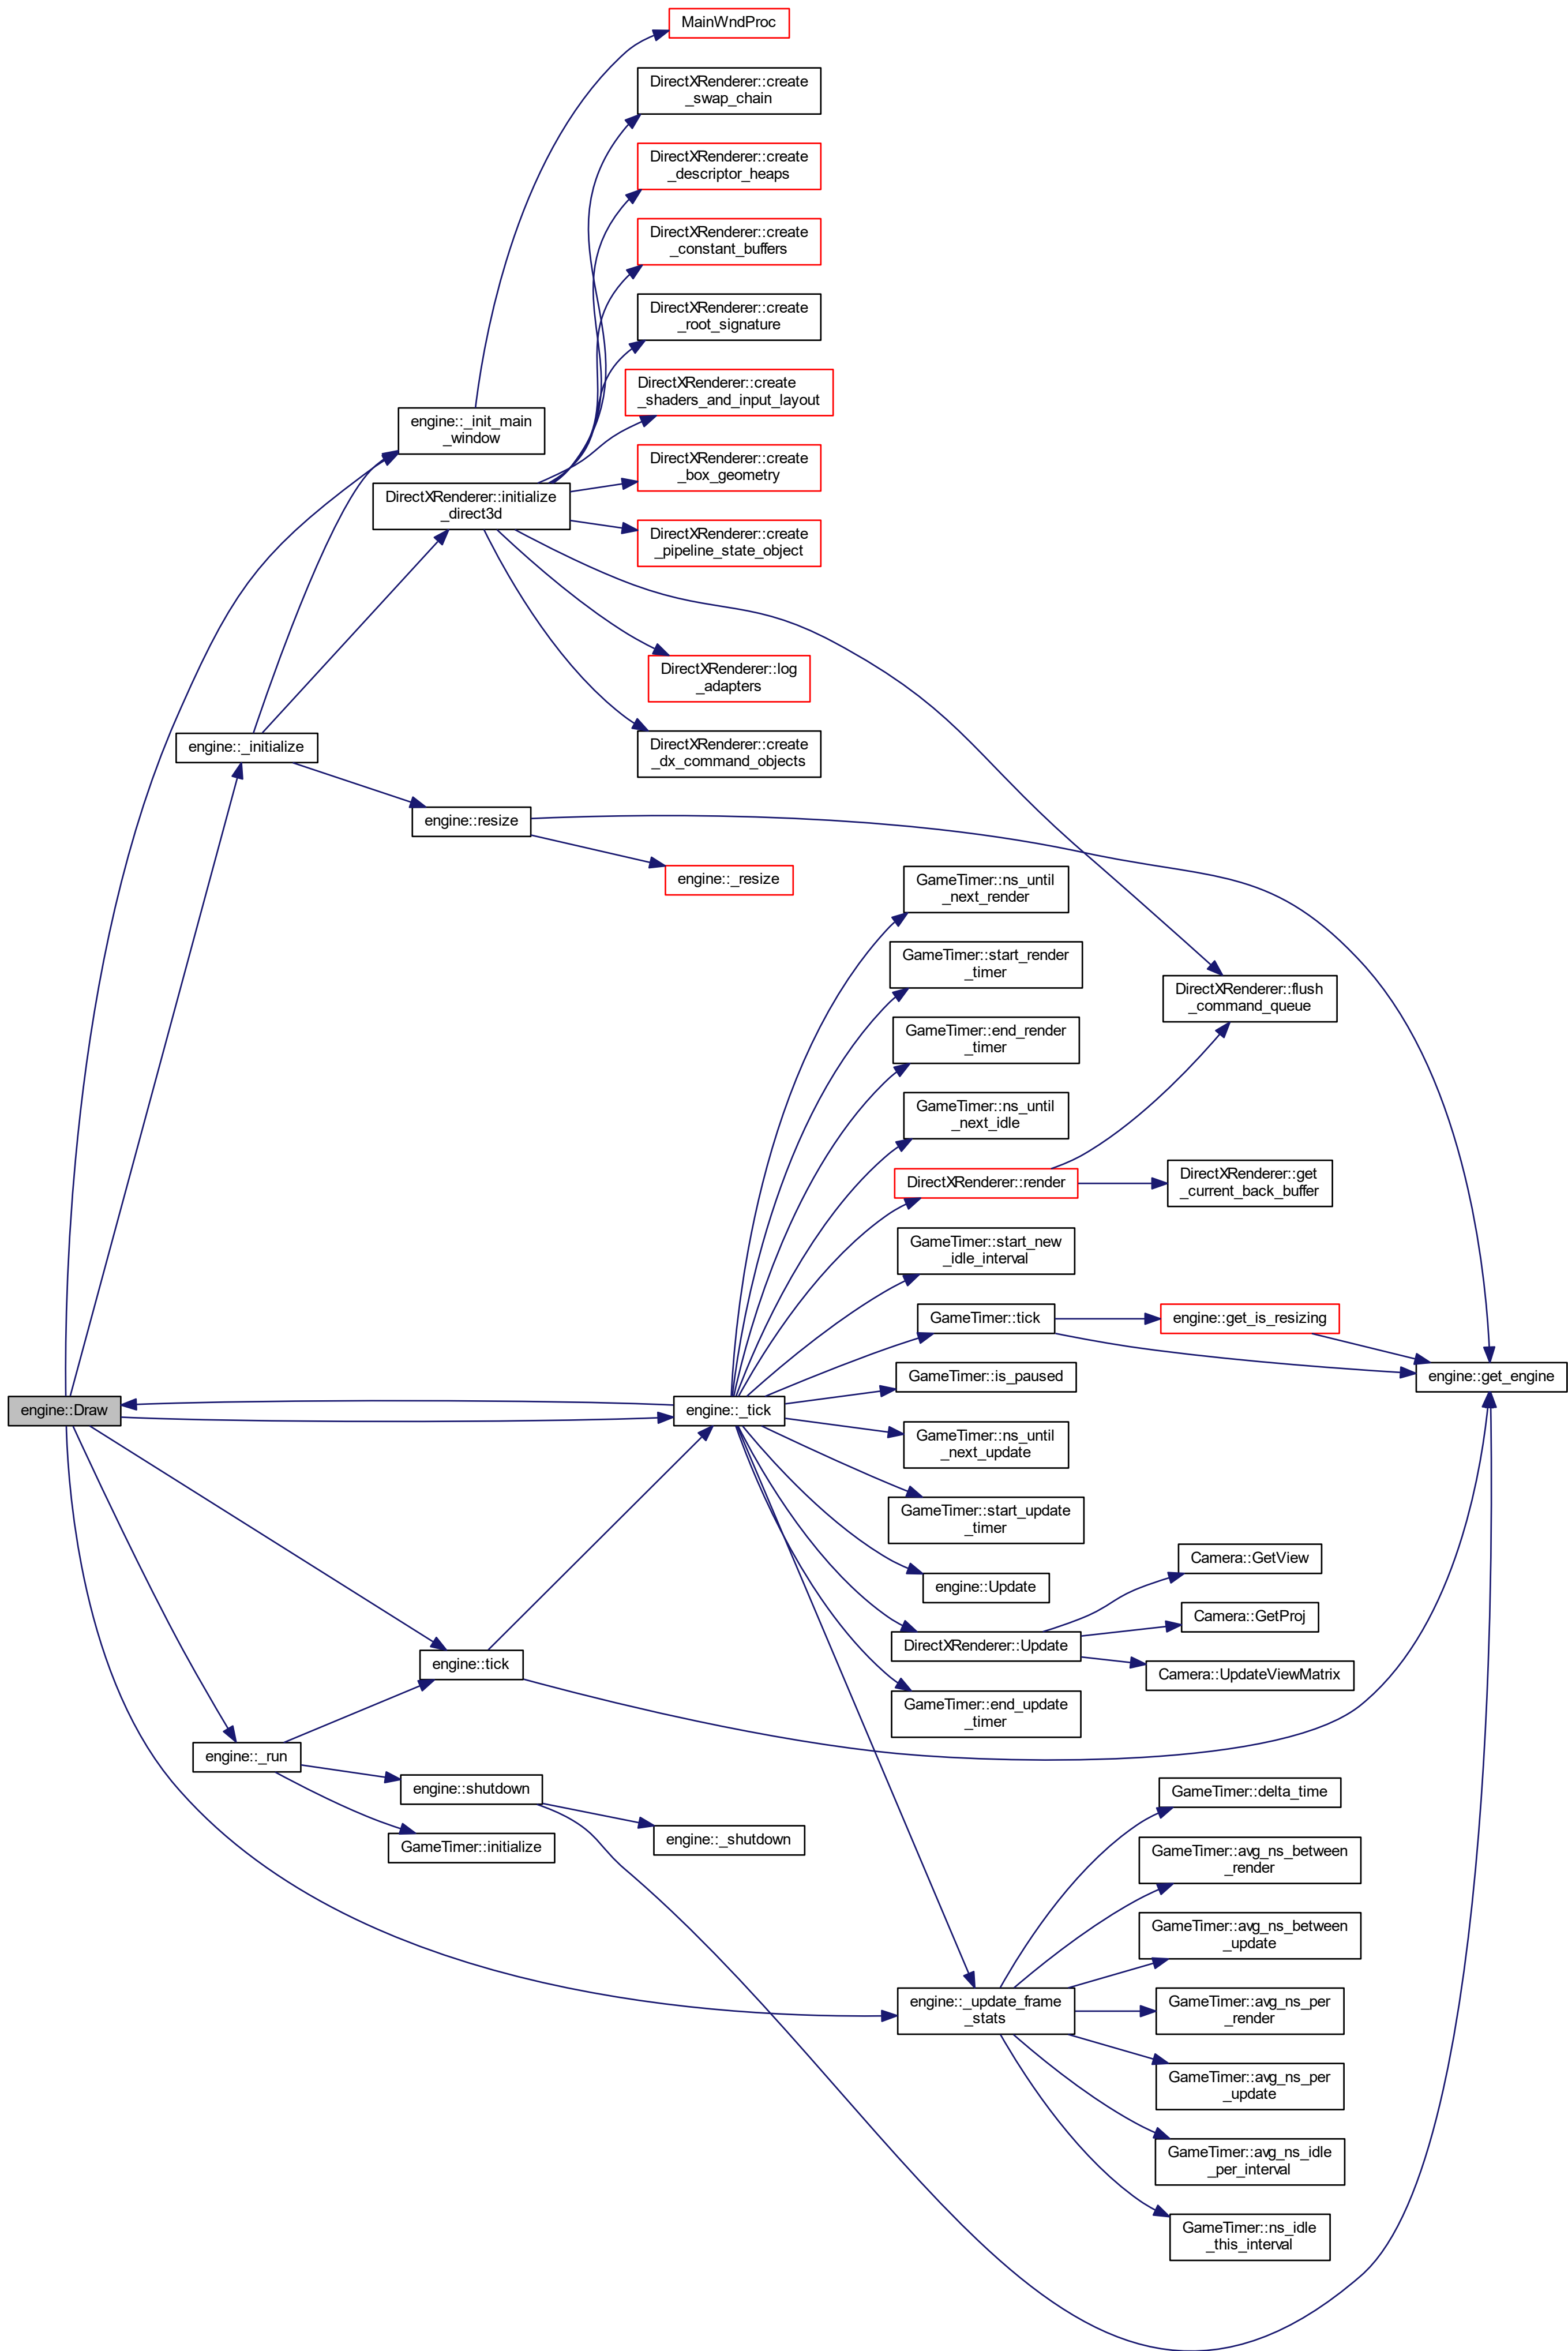 MainWndProc
DirectXRenderer::create
_swap_chain
DirectXRenderer::create
_descriptor_heaps
DirectXRenderer::create
_constant_buffers
DirectXRenderer::create
_root_signature
DirectXRenderer::create
_shaders_and_input_layout
engine::_init_main
_window
DirectXRenderer::create
_box_geometry
DirectXRenderer::initialize
_direct3d
DirectXRenderer::create
_pipeline_state_object
DirectXRenderer::log
_adapters
engine::_initialize
DirectXRenderer::create
_dx_command_objects
engine::resize
engine::_resize
GameTimer::ns_until
_next_render
GameTimer::start_render
_timer
DirectXRenderer::flush
_command_queue
GameTimer::end_render
_timer
GameTimer::ns_until
_next_idle
DirectXRenderer::render
DirectXRenderer::get
_current_back_buffer
GameTimer::start_new
_idle_interval
GameTimer::tick
engine::get_is_resizing
GameTimer::is_paused
engine::get_engine
engine::Draw
engine::_tick
GameTimer::ns_until
_next_update
GameTimer::start_update
_timer
Camera::GetView
engine::Update
Camera::GetProj
DirectXRenderer::Update
engine::tick
Camera::UpdateViewMatrix
GameTimer::end_update
_timer
engine::_run
engine::shutdown
GameTimer::delta_time
engine::_shutdown
GameTimer::initialize
GameTimer::avg_ns_between
_render
GameTimer::avg_ns_between
_update
engine::_update_frame
_stats
GameTimer::avg_ns_per
_render
GameTimer::avg_ns_per
_update
GameTimer::avg_ns_idle
_per_interval
GameTimer::ns_idle
_this_interval